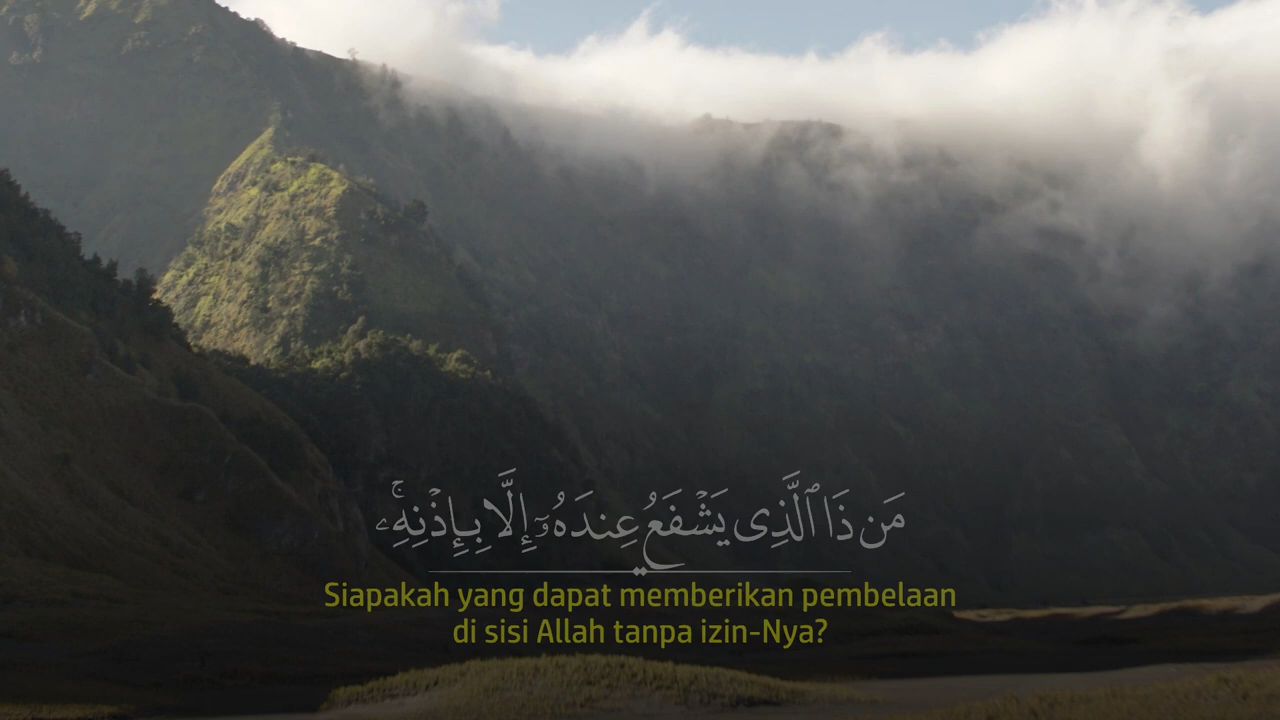 مَن ذَا ٱلَّذِى يَشْفَعُ عِندَهُۥٓ إِلَّا بِإِذْنِهِۦ ۚ
Siapakah yang dapat memberikan pembelaan
di sisi Allah tanpa izin-Nya?